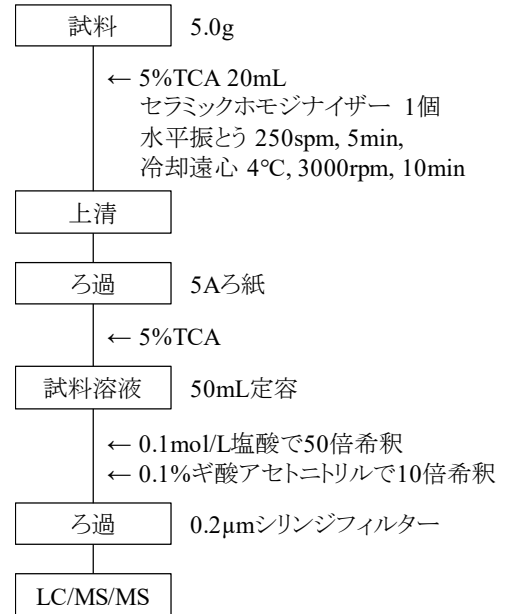 試料 5.0g
← 5%TCA 20mL
セラミックホモジナイザー 1個
水平振とう 250spm, 5min,
冷却遠心 4℃, 3000rpm, 10min
上清
ろ過 5Aろ紙
← 5%TCA
試料溶液 50mL定容
← 0.1mol/L塩酸で50倍希釈
← 0.1%ギ酸アセトニトリルで10倍希釈
ろ過 0.2μmシリンジフィルター
LC/MS/MS